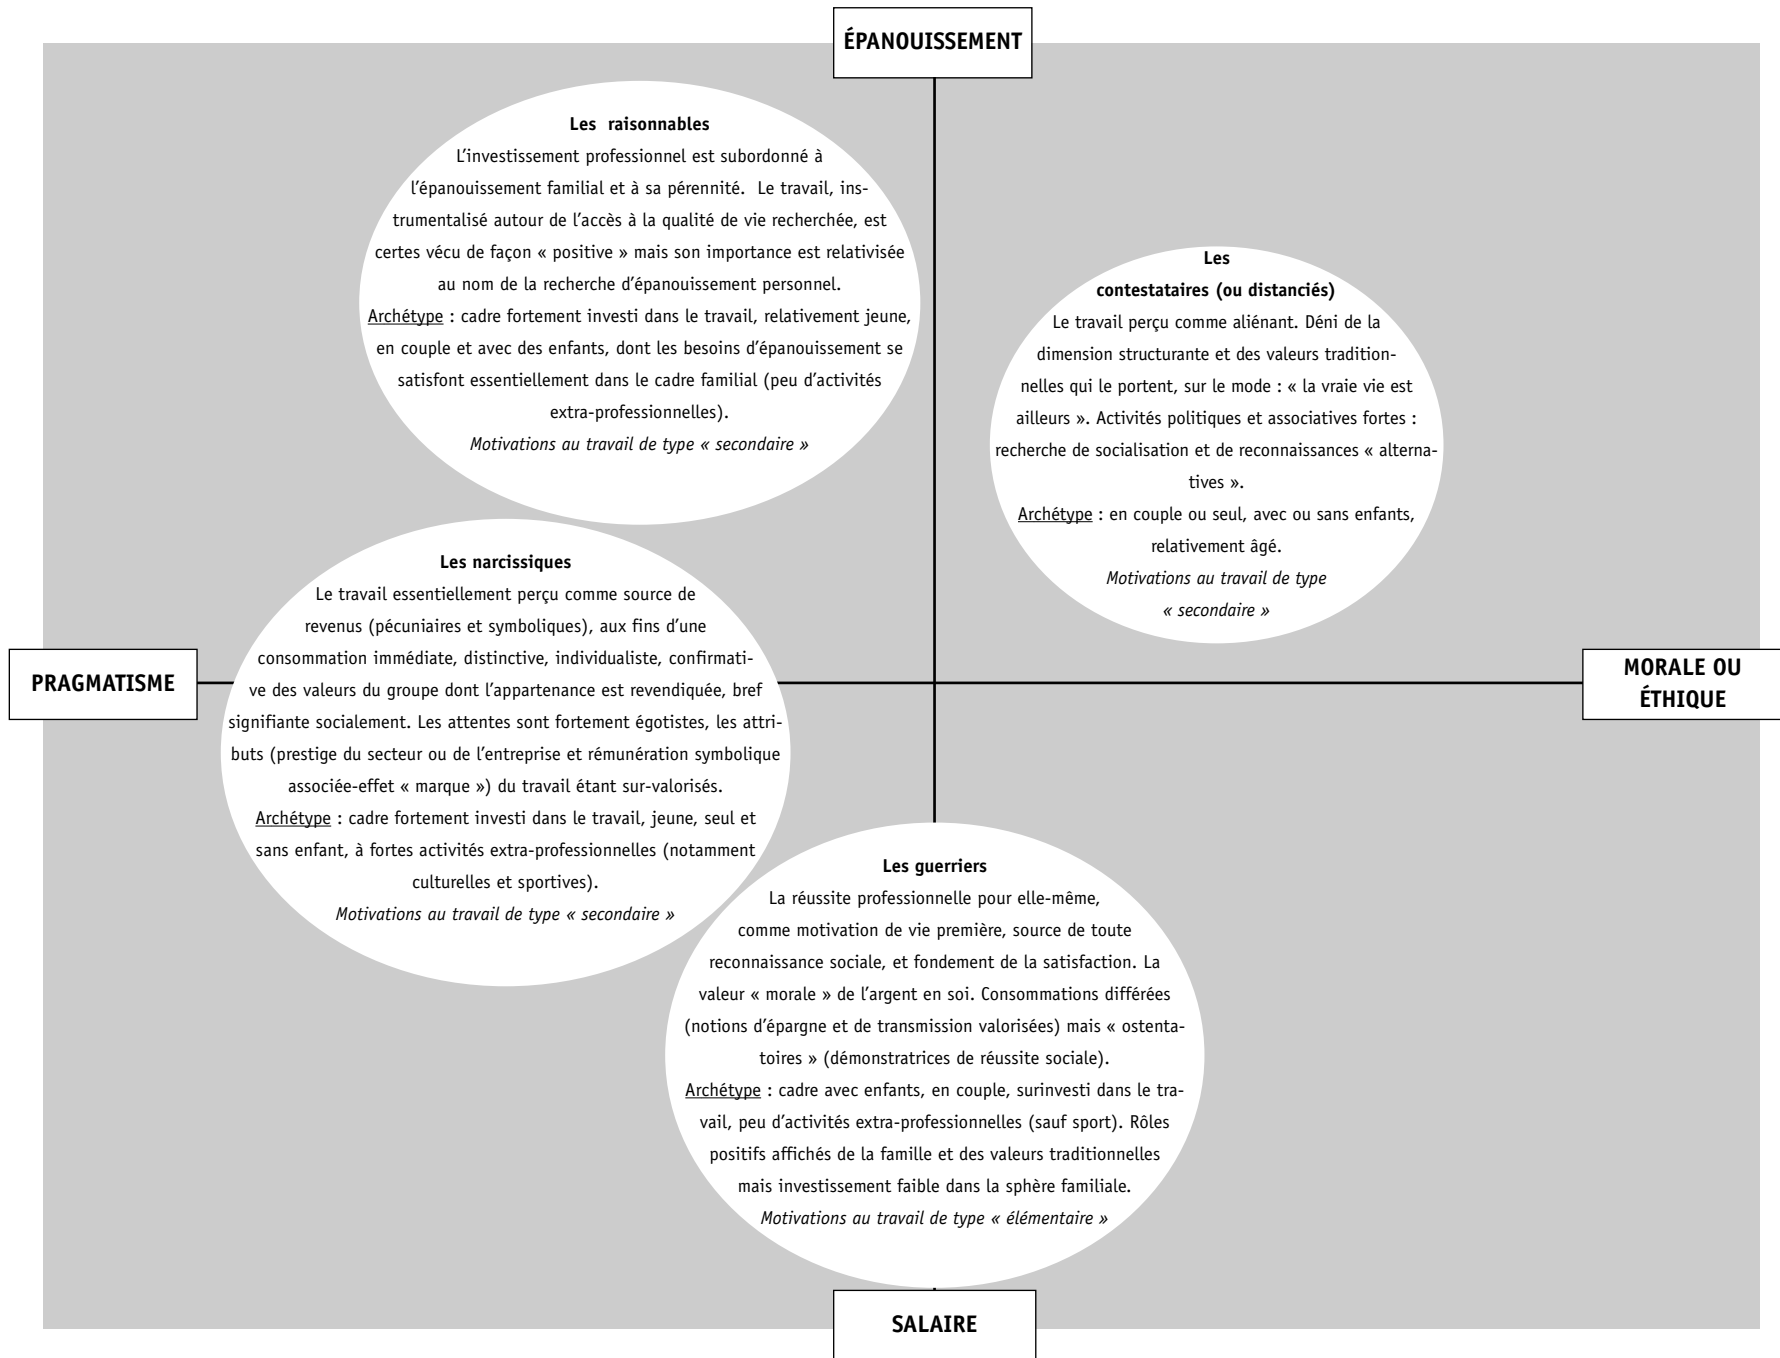 ÉPANOUISSEMENT
Les raisonnables
L’investissement professionnel est subordonné à
l’épanouissement familial et à sa pérennité. Le travail, ins-
trumentalisé autour de l’accès à la qualité de vie recherchée, est
certes vécu de façon « positive » mais son importance est relativisée
au nom de la recherche d’épanouissement personnel.
Archétype : cadre fortement investi dans le travail, relativement jeune,
en couple et avec des enfants, dont les besoins d’épanouissement se
satisfont essentiellement dans le cadre familial (peu d’activités
extra-professionnelles).
Motivations au travail de type « secondaire »
Les
contestataires (ou distanciés)
Le travail perçu comme aliénant. Déni de la
dimension structurante et des valeurs tradition-
nelles qui le portent, sur le mode : « la vraie vie est
ailleurs ». Activités politiques et associatives fortes :
recherche de socialisation et de reconnaissances « alterna-
tives ».
Archétype : en couple ou seul, avec ou sans enfants,
relativement âgé.
Motivations au travail de type
« secondaire »
Les narcissiques
Le travail essentiellement perçu comme source de
revenus (pécuniaires et symboliques), aux fins d’une
consommation immédiate, distinctive, individualiste, confirmati-
ve des valeurs du groupe dont l’appartenance est revendiquée, bref
signifiante socialement. Les attentes sont fortement égotistes, les attri-
buts (prestige du secteur ou de l’entreprise et rémunération symbolique
associée-effet « marque ») du travail étant sur-valorisés.
Archétype : cadre fortement investi dans le travail, jeune, seul et
sans enfant, à fortes activités extra-professionnelles (notamment
culturelles et sportives).
Motivations au travail de type « secondaire »
PRAGMATISME
MORALE OU
ÉTHIQUE
Les guerriers
La réussite professionnelle pour elle-même,
comme motivation de vie première, source de toute
reconnaissance sociale, et fondement de la satisfaction. La
valeur « morale » de l’argent en soi. Consommations différées
(notions d’épargne et de transmission valorisées) mais « ostenta-
toires » (démonstratrices de réussite sociale).
Archétype : cadre avec enfants, en couple, surinvesti dans le tra-
vail, peu d’activités extra-professionnelles (sauf sport). Rôles
positifs affichés de la famille et des valeurs traditionnelles
mais investissement faible dans la sphère familiale.
Motivations au travail de type « élémentaire »
SALAIRE